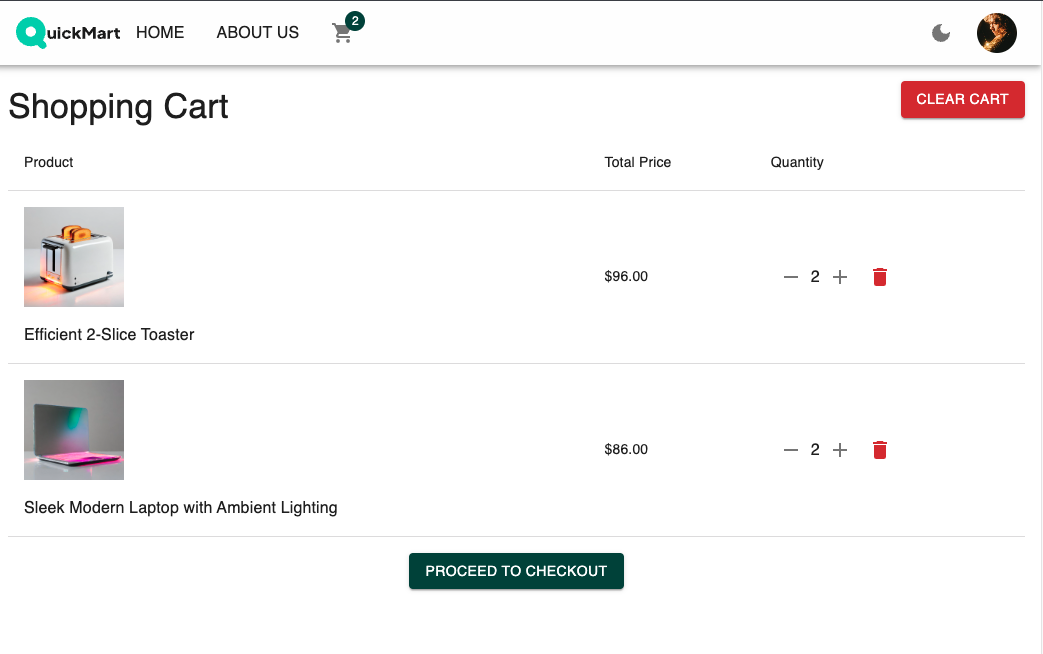 QuickMart HOME ABOUT US 2
Shopping Cart
CLEAR CART
Product Total Price Quantity
$96.00 2
Efficient 2-Slice Toaster
$86.00 2
Sleek Modern Laptop with Ambient Lighting
PROCEED TO CHECKOUT